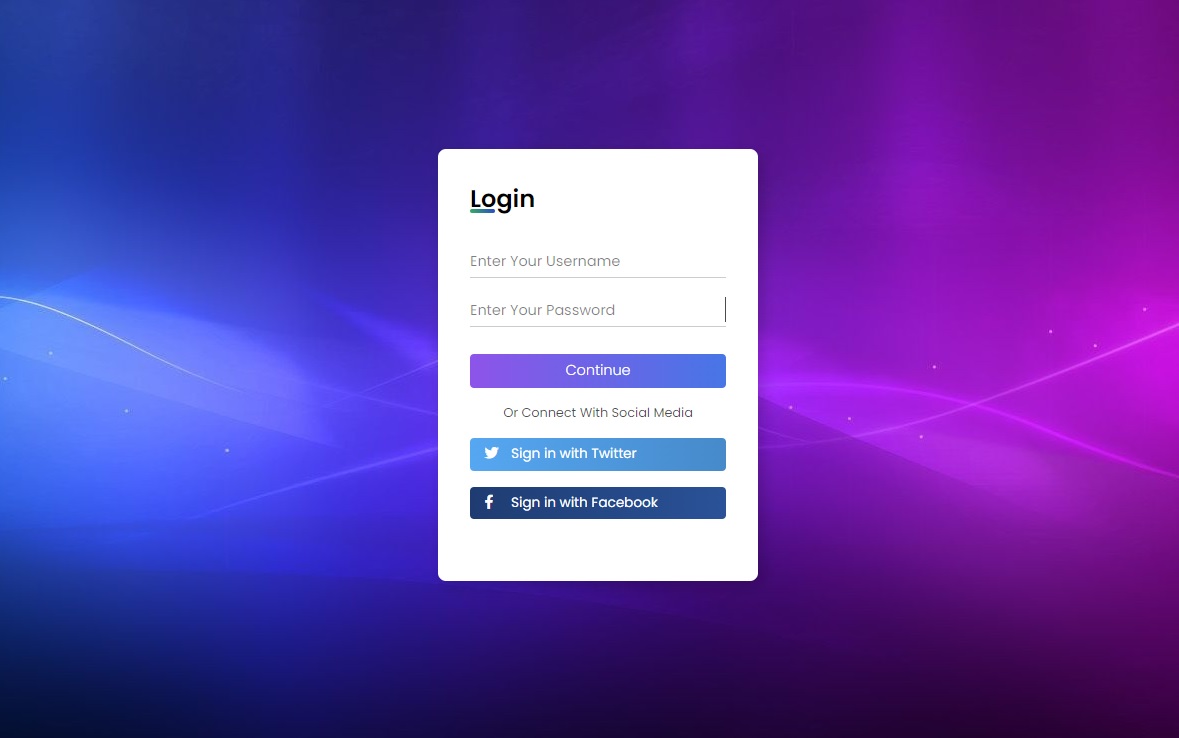 Login
Enter Your Username
Enter Your Password
Continue
Or Connect With Social Media
Sign in with Twitter
Sign in with Facebook